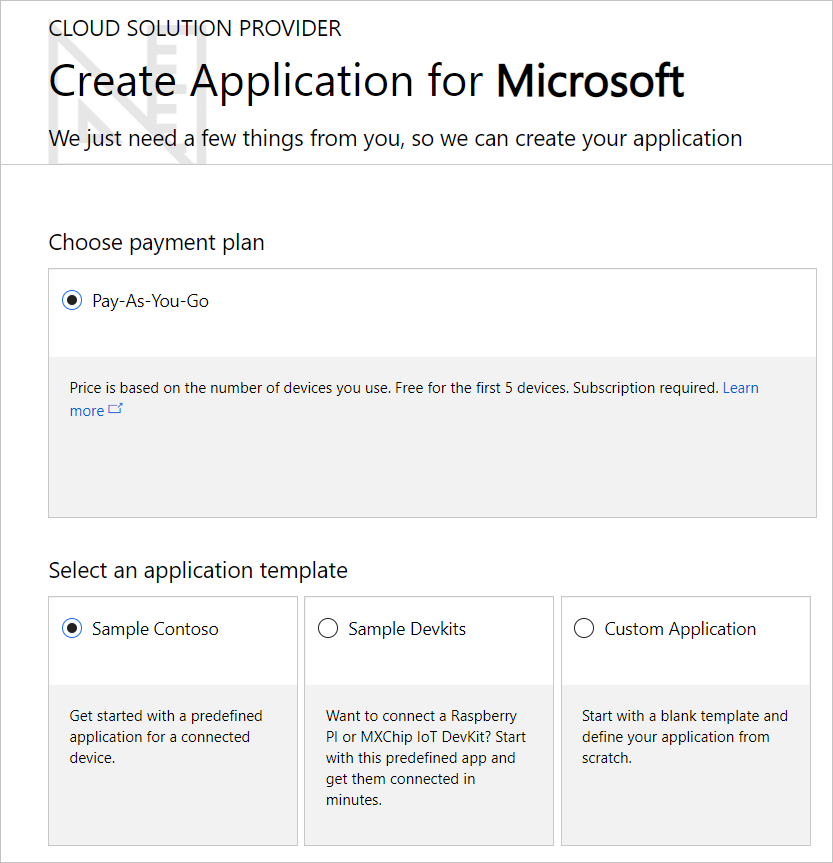 CLOUD SOLUTION PROVIDER
Create Application for Microsoft
We just need a few things from you, so we can create your application
Choose payment plan
Pay-As-You-Go
Price is based on the number of devices you use. Free for the first 5 devices. Subscription required. Learn
more
Select an application template
Sample Contoso
Get started with a predefined
application for a connected
device.
Sample Devkits
Want to connect a Raspberry
PI or MXChip IoT DevKit? Start
with this predefined app and
get them connected in
minutes.
Custom Application
Start with a blank template and
define your application from
scratch.